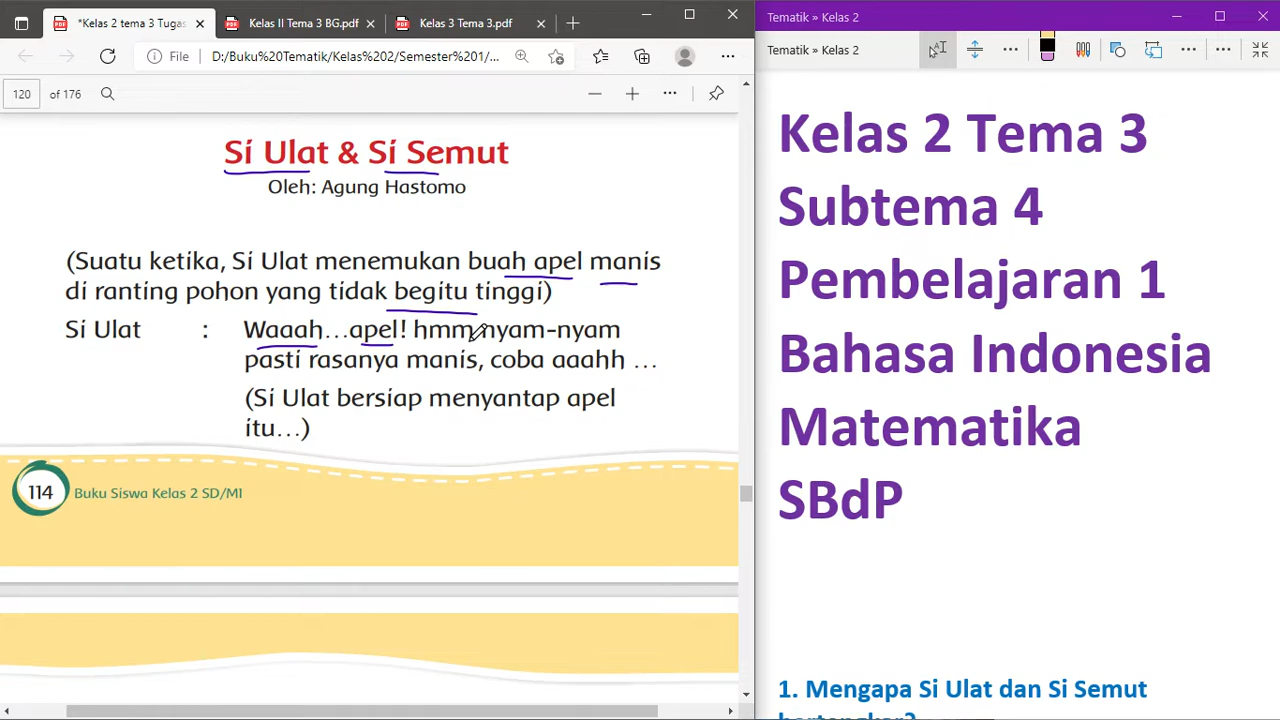 *Kelas 2 tema 3 Tugas
Kelas II Tema 3 BG.pdf
Kelas 3 Tema 3.pdf
File
D:/Buku%20Tematik/Kelas%202/Semester%201/...
120 of 176
Si Ulat & Si Semut
Oleh: Agung Hastomo
(Suatu ketika, Si Ulat menemukan buah apel manis
di ranting pohon yang tidak begitu tinggi)
Si Ulat : Waaah...apel! hmm nyam-nyam
pasti rasanya manis, coba aaahh ...
(Si Ulat bersiap menyantap apel
itu...)
114 Buku Siswa Kelas 2 SD/MI
Tematik » Kelas 2
Tematik » Kelas 2
Kelas 2 Tema 3
Subtema 4
Pembelajaran 1
Bahasa Indonesia
Matematika
SBdP
1. Mengapa Si Ulat dan Si Semut
bertengkar?